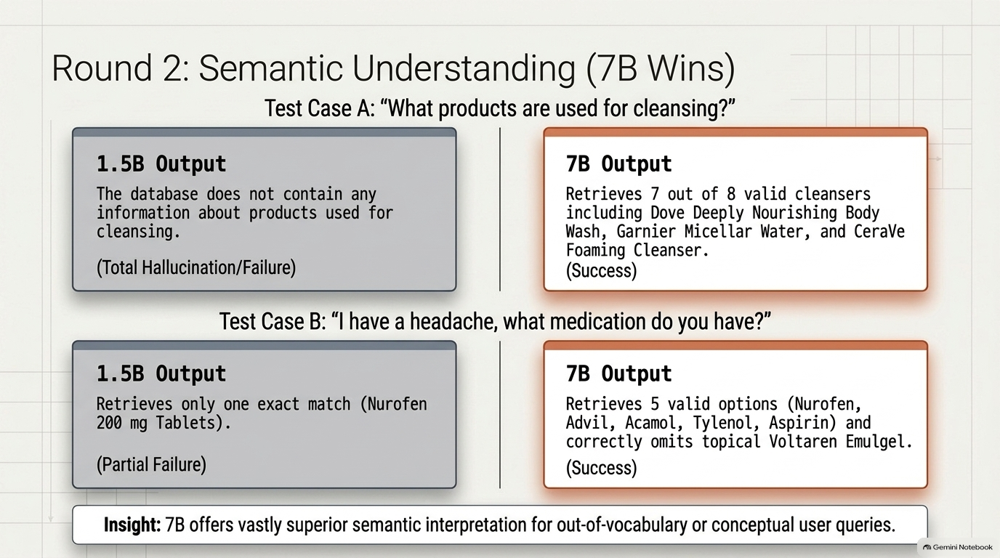 Round 2: Semantic Understanding (7B Wins)
Test Case A: “What products are used for cleansing?”
1.5B Output
The database does not contain any
information about products used for
cleansing.
(Total Hallucination/Failure)
7B Output
Retrieves 7 out of 8 valid cleansers
including Dove Deeply Nourishing Body
Wash, Garnier Micellar Water, and CeraVe
Foaming Cleanser.
(Success)
Test Case B: “I have a headache, what medication do you have?”
1.5B Output
Retrieves only one exact match (Nurofen
200 mg Tablets).
(Partial Failure)
7B Output
Retrieves 5 valid options (Nurofen,
Advil, Acamol, Tylenol, Aspirin) and
correctly omits topical Voltaren Emulgel.
(Success)
Insight: 7B offers vastly superior semantic interpretation for out-of-vocabulary or conceptual user queries.
Gemini Notebook